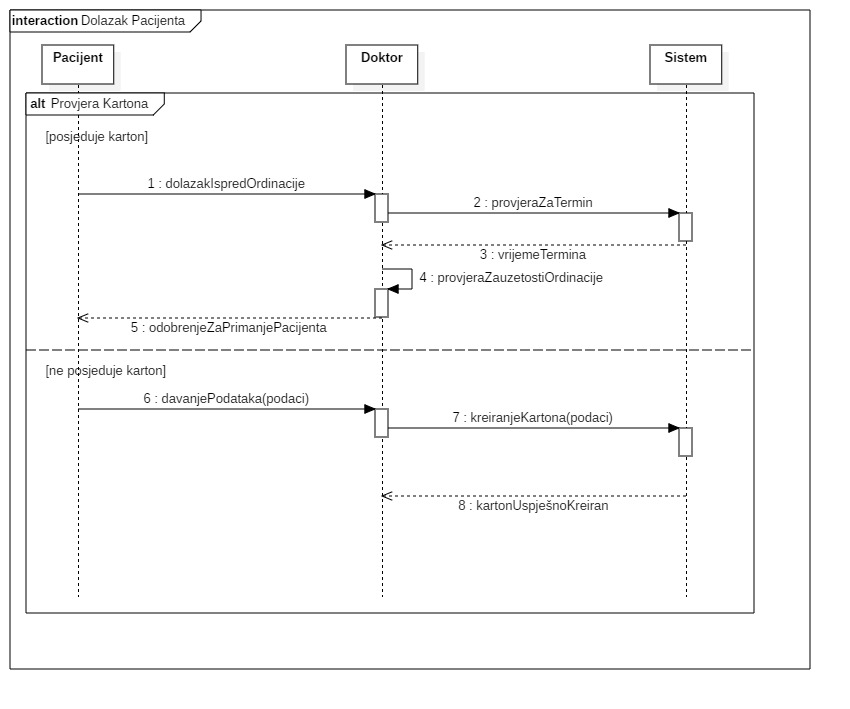 interaction Dolazak Pacijenta
Pacijent
Doktor
Sistem
alt Provjera Kartona
[posjeduje karton]
1 : dolazakIspredOrdinacije
2 : provjeraZaTermin
3 : vrijemeTermina
4 : provjeraZauzetostiOrdinacije
5 : odobrenjeZaPrimanjePacijenta
[ne posjeduje karton]
6 : davanjePodataka(podaci)
7 : kreiranjeKartona(podaci)
8 : kartonUspješnoKreiran